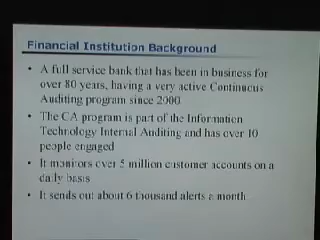 Financial Institution Background
• A full service bank that has been in business for
over 80 years, having a very active Continuous
Auditing program since 2000.
• The CA program is part of the Information
Technology Internal Auditing and has over 10
people engaged
• It monitors over 5 million customer accounts on a
daily basis
• It sends out about 6 thousand alerts a month